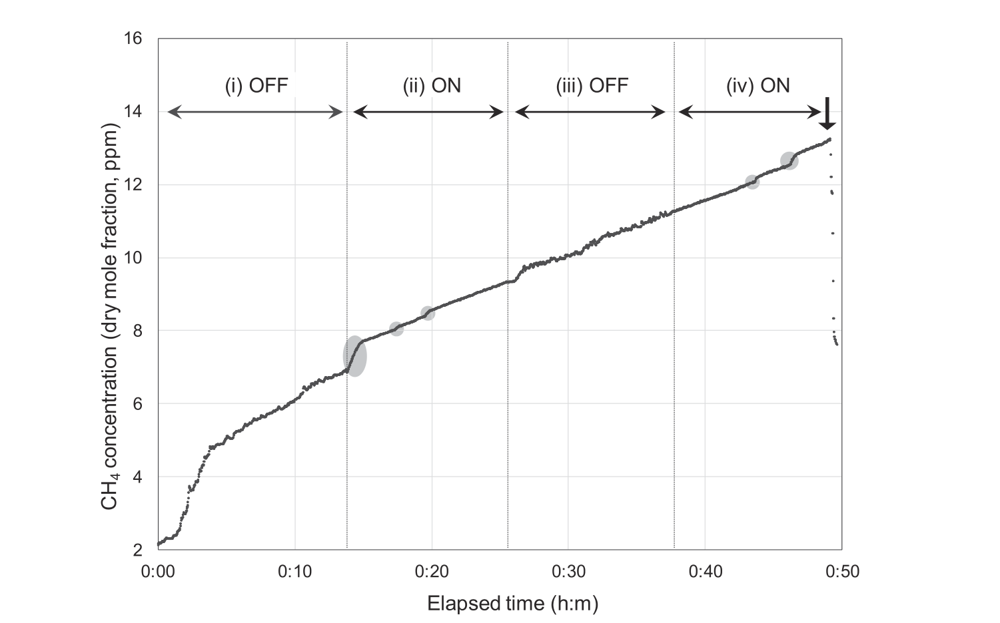 16
(i) OFF
(ii) ON
(iii) OFF
(iv) ON
14
12
10
8
6
4
2
CH₄ concentration (dry mole fraction, ppm)
0:00
0:10
0:20
0:30
0:40
0:50
Elapsed time (h:m)